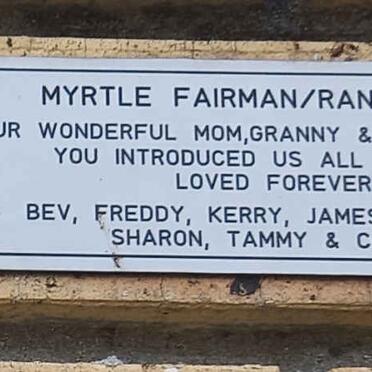 MYRTLE FAIRMAN/RAN
UR WONDERFUL MOM,GRANNY &
YOU INTRODUCED US ALL
LOVED FOREVER
BEV, FREDDY, KERRY, JAMES
SHARON, TAMMY & C